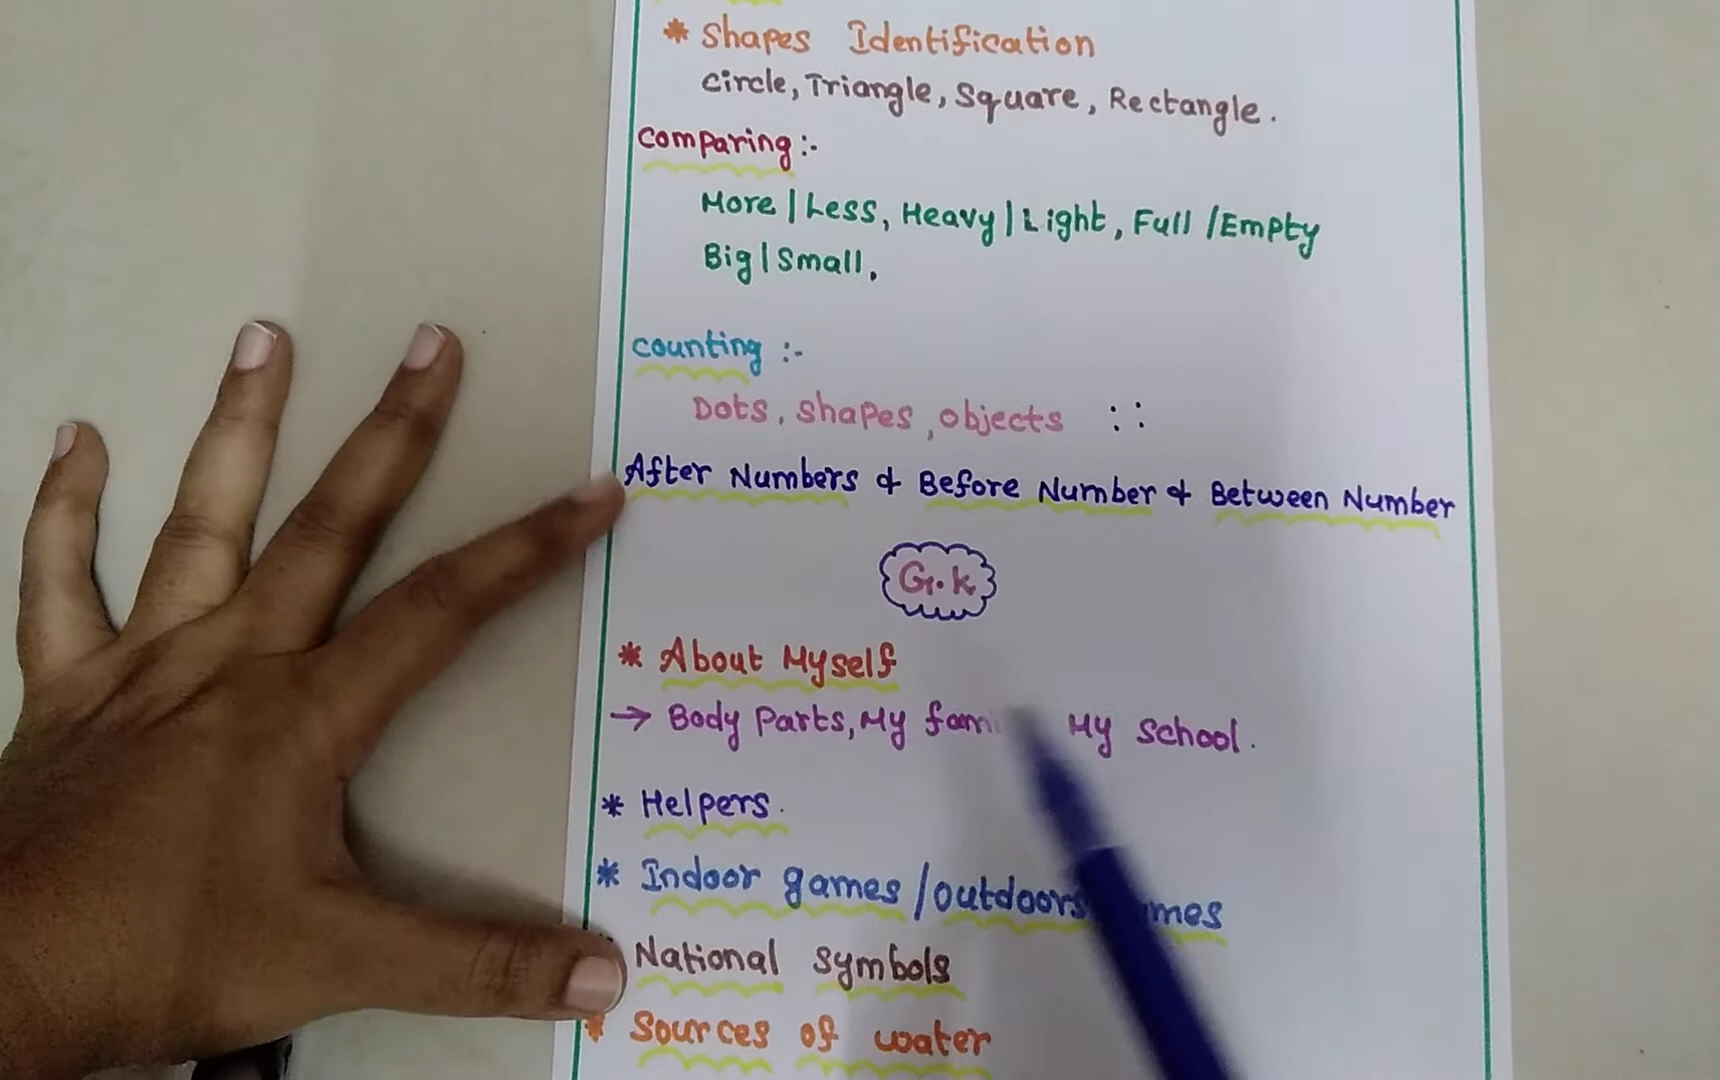 * Shapes Identification
Circle, Triangle, Square, Rectangle.
Comparing :-
More | Less, Heavy | Light, Full / Empty
Big | Small.
Counting :-
Dots, Shapes, objects : :
After Numbers & Before Number & Between Number
G.K
* About Myself
→ Body Parts, My My School.
* Helpers.
* Indoor games / outdoors
National symbols
* Sources of water